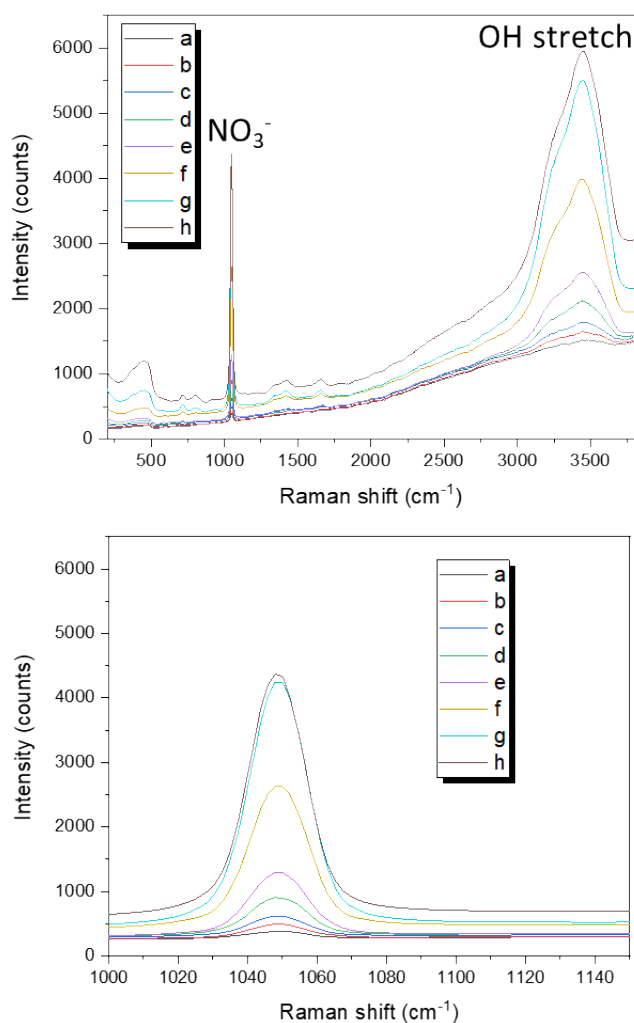 OH stretch
NO₃⁻
a
b
c
d
e
f
g
h
Intensity (counts)
6000
5000
4000
3000
2000
1000
0
500 1000 1500 2000 2500 3000 3500
Raman shift (cm⁻¹)
a
b
c
d
e
f
g
h
Intensity (counts)
6000
5000
4000
3000
2000
1000
0
1000 1020 1040 1060 1080 1100 1120 1140
Raman shift (cm⁻¹)